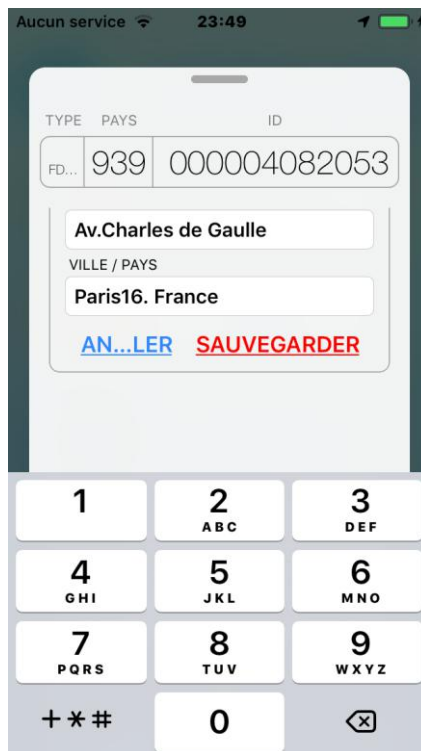 Aucun service 23:49
TYPE PAYS ID
FD... 939 000004082053
Av.Charles de Gaulle
VILLE / PAYS
Paris16. France
AN...LER SAUVEGARDER
1 2 3
ABC DEF
4 5 6
GHI JKL MNO
7 8 9
PQRS TUV WXYZ
+*# 0